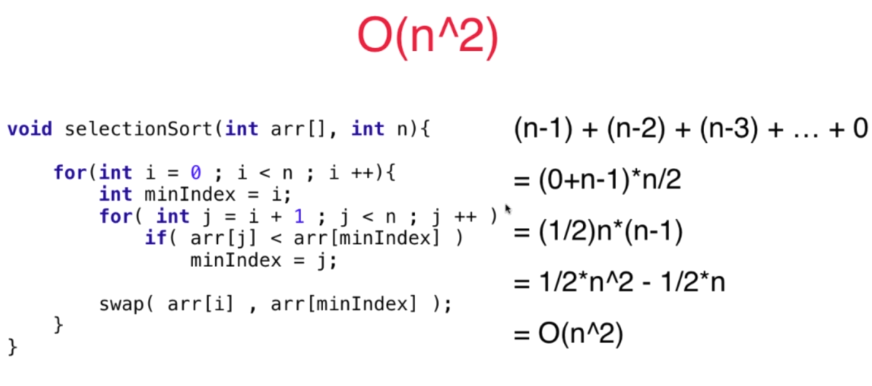 O(n^2)
void selectionSort(int arr[], int n){
for(int i = 0 ; i < n ; i ++){
int minIndex = i;
for( int j = i + 1 ; j < n ; j ++ )
if( arr[j] < arr[minIndex] )
minIndex = j;
swap( arr[i] , arr[minIndex] );
}
}
(n-1) + (n-2) + (n-3) + ... + 0
= (0+n-1)*n/2
= (1/2)n*(n-1)
= 1/2*n^2 - 1/2*n
= O(n^2)